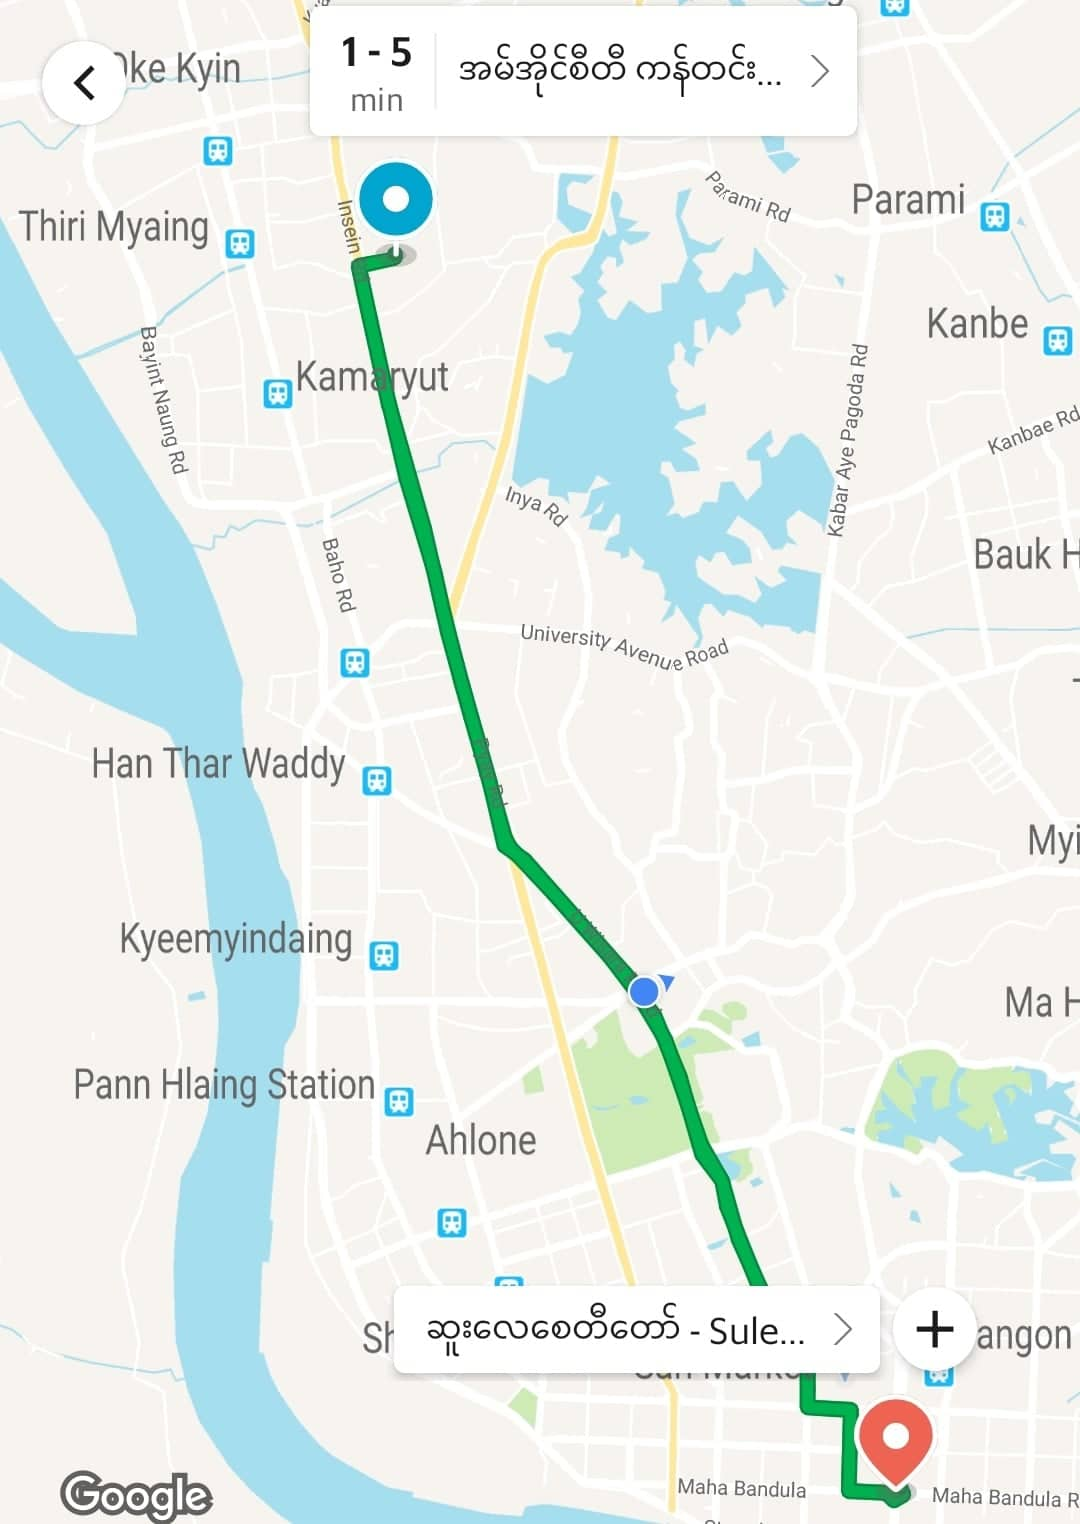 1 - 5
min
အမ်အိုင်စီတီ ကန်တင်း...
Oke Kyin
Thiri Myaing
Insein
Parami Rd
Parami
Kanbe
Bayint Naung Rd
Kamaryut
Kabar Aye Pagoda Rd
Kanbae Rd
Inya Rd
Baho Rd
Bauk H
University Avenue Road
Han Thar Waddy
Myi
Kyeemyindaing
Ma H
Pann Hlaing Station
Ahlone
ဆူးလေစေတီတော် - Sule...
Sh
angon
Maha Bandula
Maha Bandula R
Google